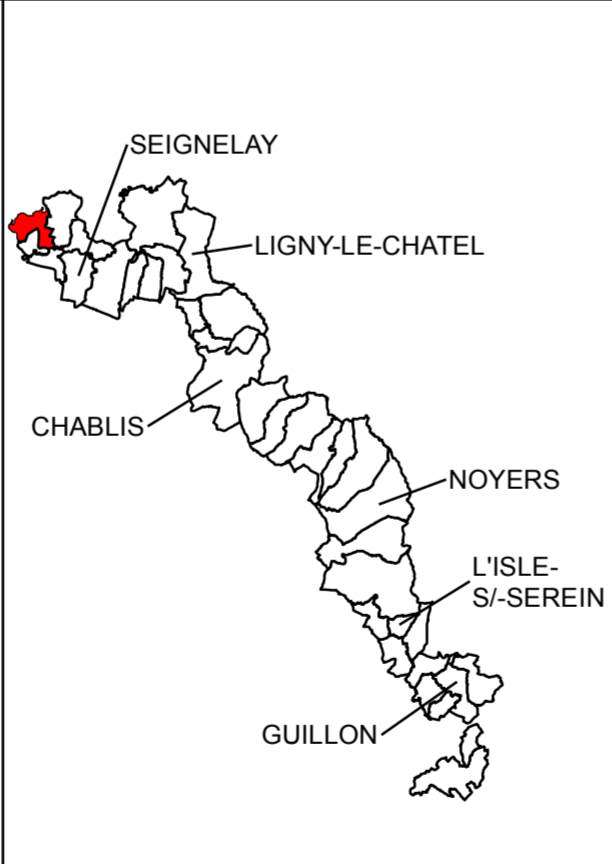 SEIGNELAY
LIGNY-LE-CHATEL
CHABLIS
NOYERS
L'ISLE-
S/-SEREIN
GUILLON